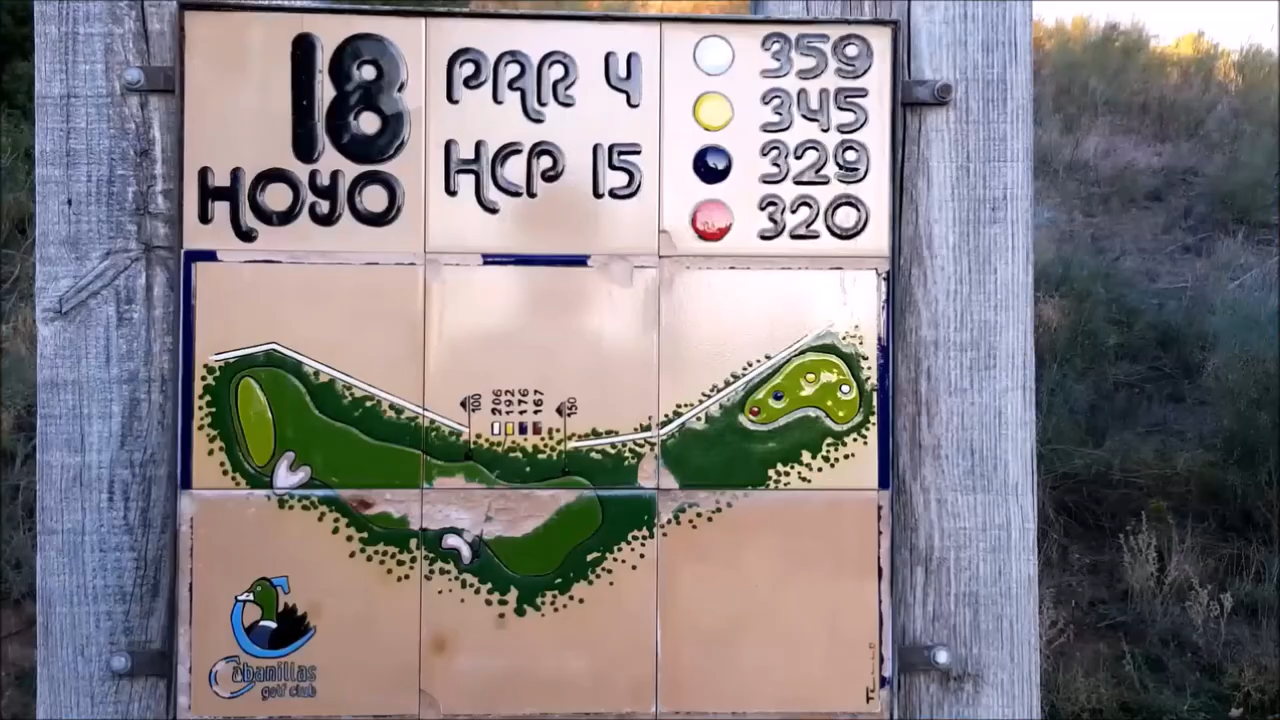 18
HOYO
PAR 4
HCP 15
359
345
329
320
100
206
192
176
167
150
Cabanillas
golf club